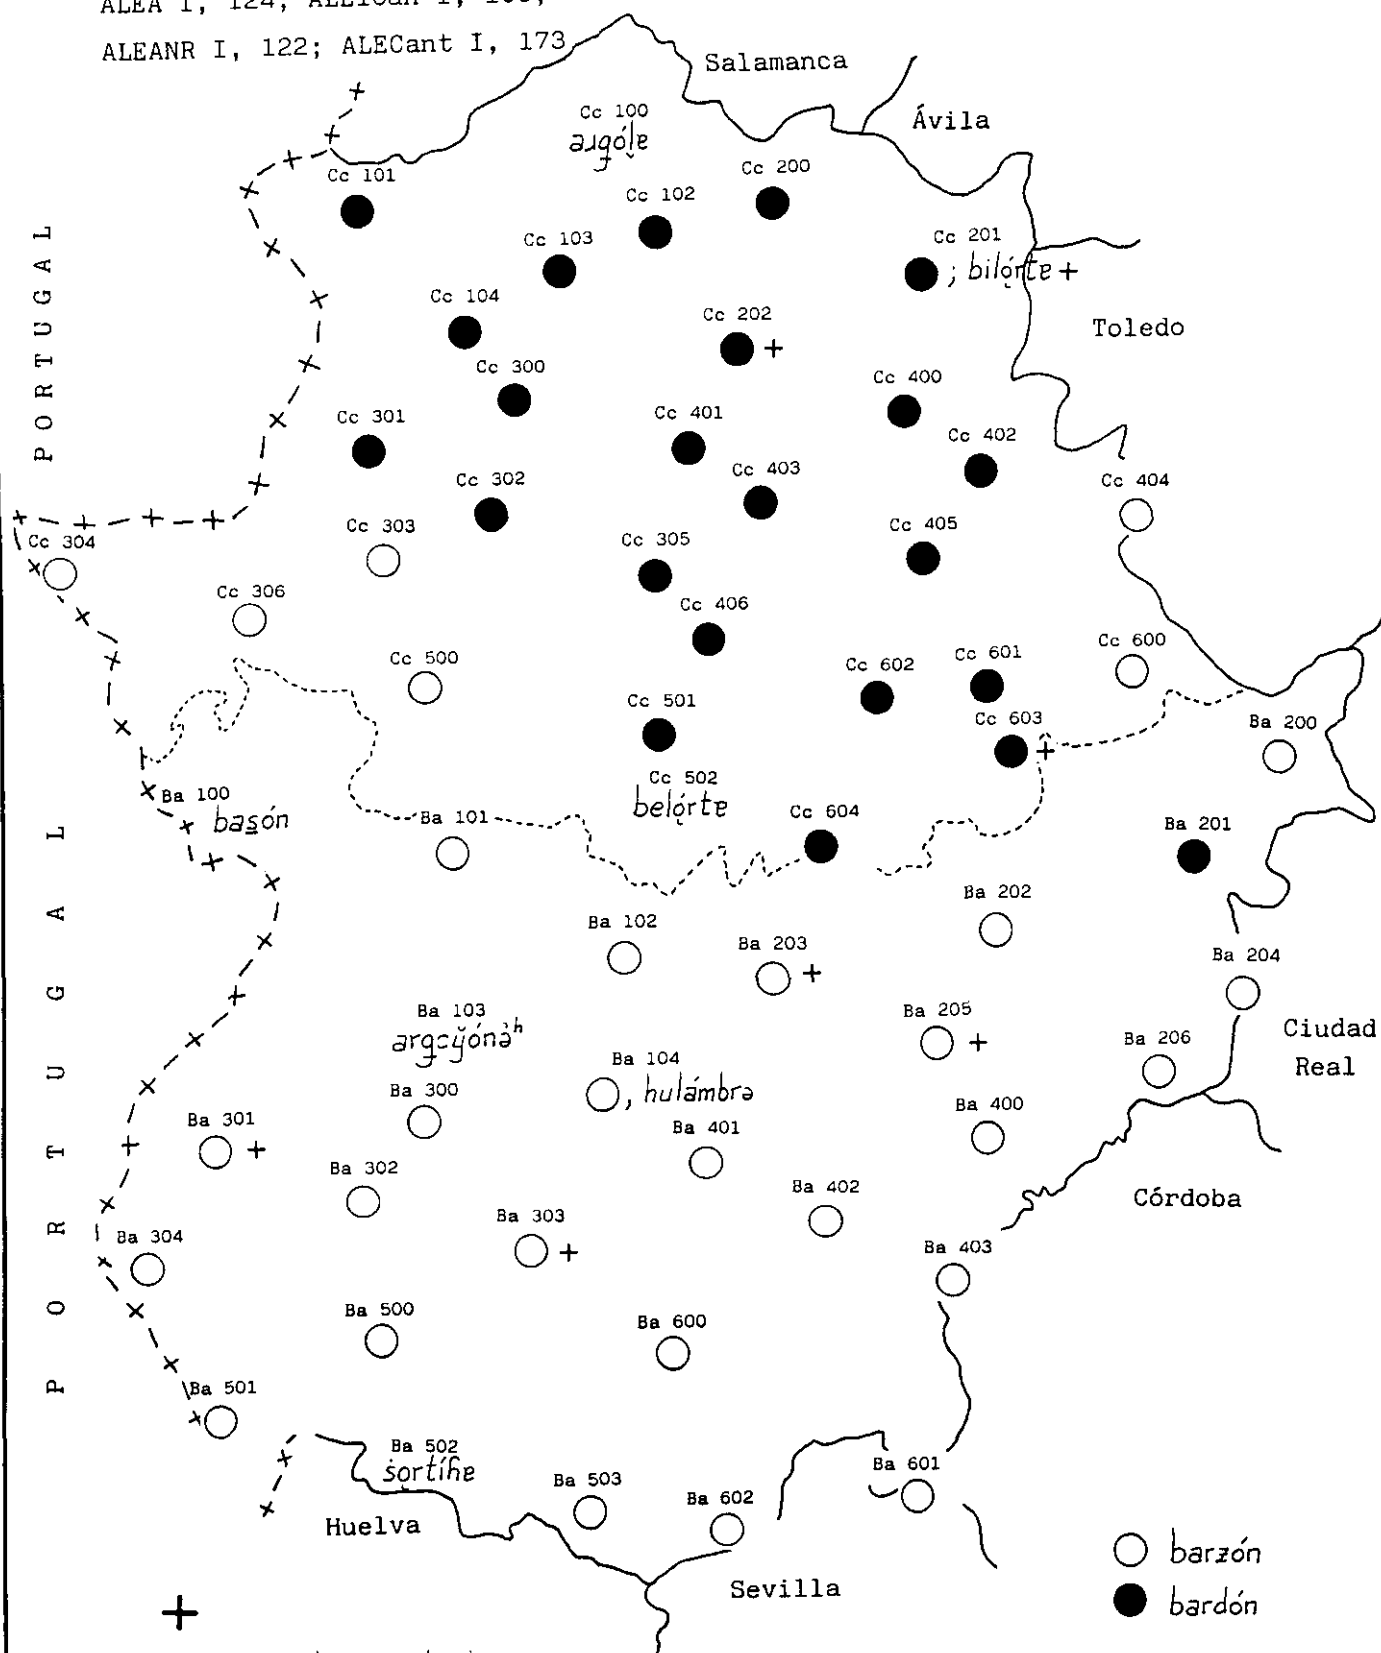 ALEANR I, 122; ALECant I, 173
Salamanca
Cc 100
Ávila
Cc 101
Cc 200
Cc 102
Cc 201
; bilọ́rte +
Cc 103
PORTUGAL
Cc 104
Cc 202
+
Toledo
Cc 300
Cc 400
Cc 301
Cc 401
Cc 402
Cc 403
Cc 302
Cc 404
Cc 303
Cc 405
Cc 304
Cc 305
Cc 306
Cc 406
Cc 500
Cc 602
Cc 601
Cc 600
Cc 501
Cc 603
+
Ba 200
Cc 502
belọ́rte
Ba 100
basón
Ba 101
Cc 604
Ba 201
PORTUGAL
Ba 202
Ba 102
Ba 203
+
Ba 204
Ba 103
Ba 205
+
Ciudad
Real
Ba 104
, hulámbrə
Ba 206
Ba 300
Ba 400
Ba 301
+
Ba 401
Ba 302
Ba 402
Córdoba
Ba 303
+
Ba 304
Ba 403
Ba 500
Ba 600
Ba 501
Ba 502
Ba 503
Ba 601
Ba 602
Huelva
Sevilla
barzón
bardón
+